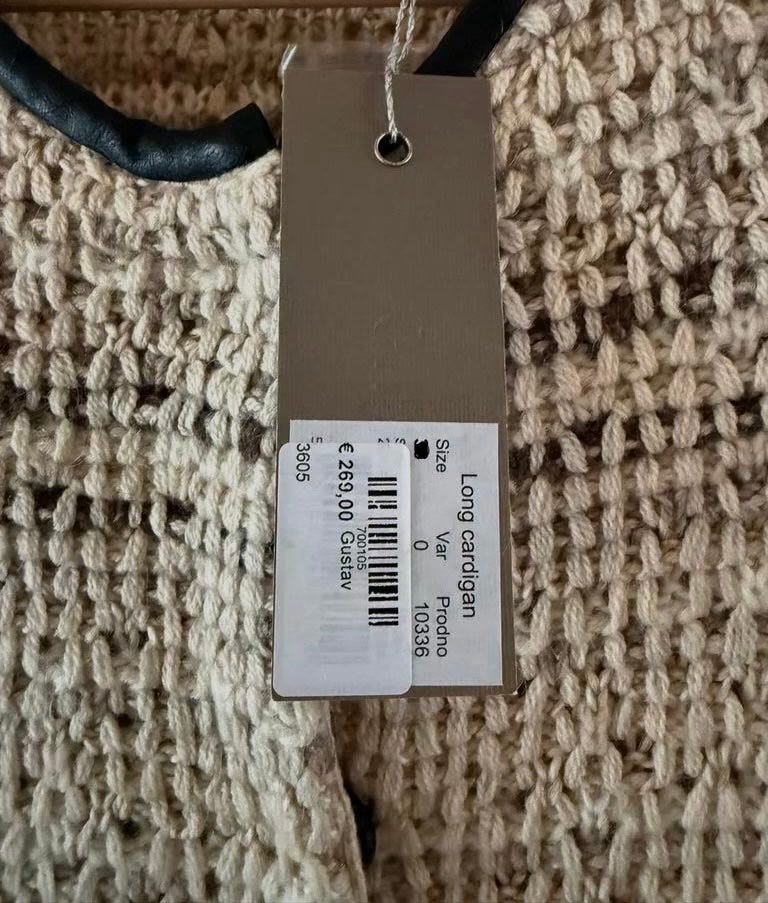 Long cardigan
Size Var Prodno
0 10336
700105
€ 269,00 Gustav
3605